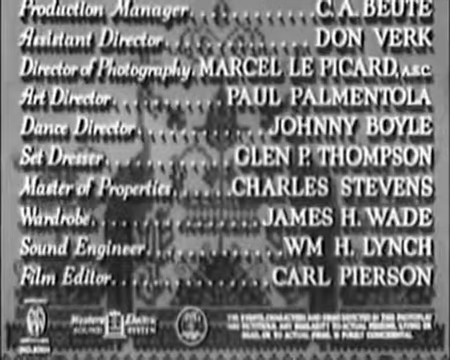 Production Manager..........C. A. BEUTE
Assistant Director............DON VERK
Director of Photography. MARCEL LE PICARD, A.S.C.
Art Director..........PAUL PALMENTOLA
Dance Director...........JOHNNY BOYLE
Set Dresser..........GLEN P. THOMPSON
Master of Properties.....CHARLES STEVENS
Wardrobe..............JAMES H. WADE
Sound Engineer...........WM H. LYNCH
Film Editor.............CARL PIERSON
Western Electric
SOUND SYSTEM